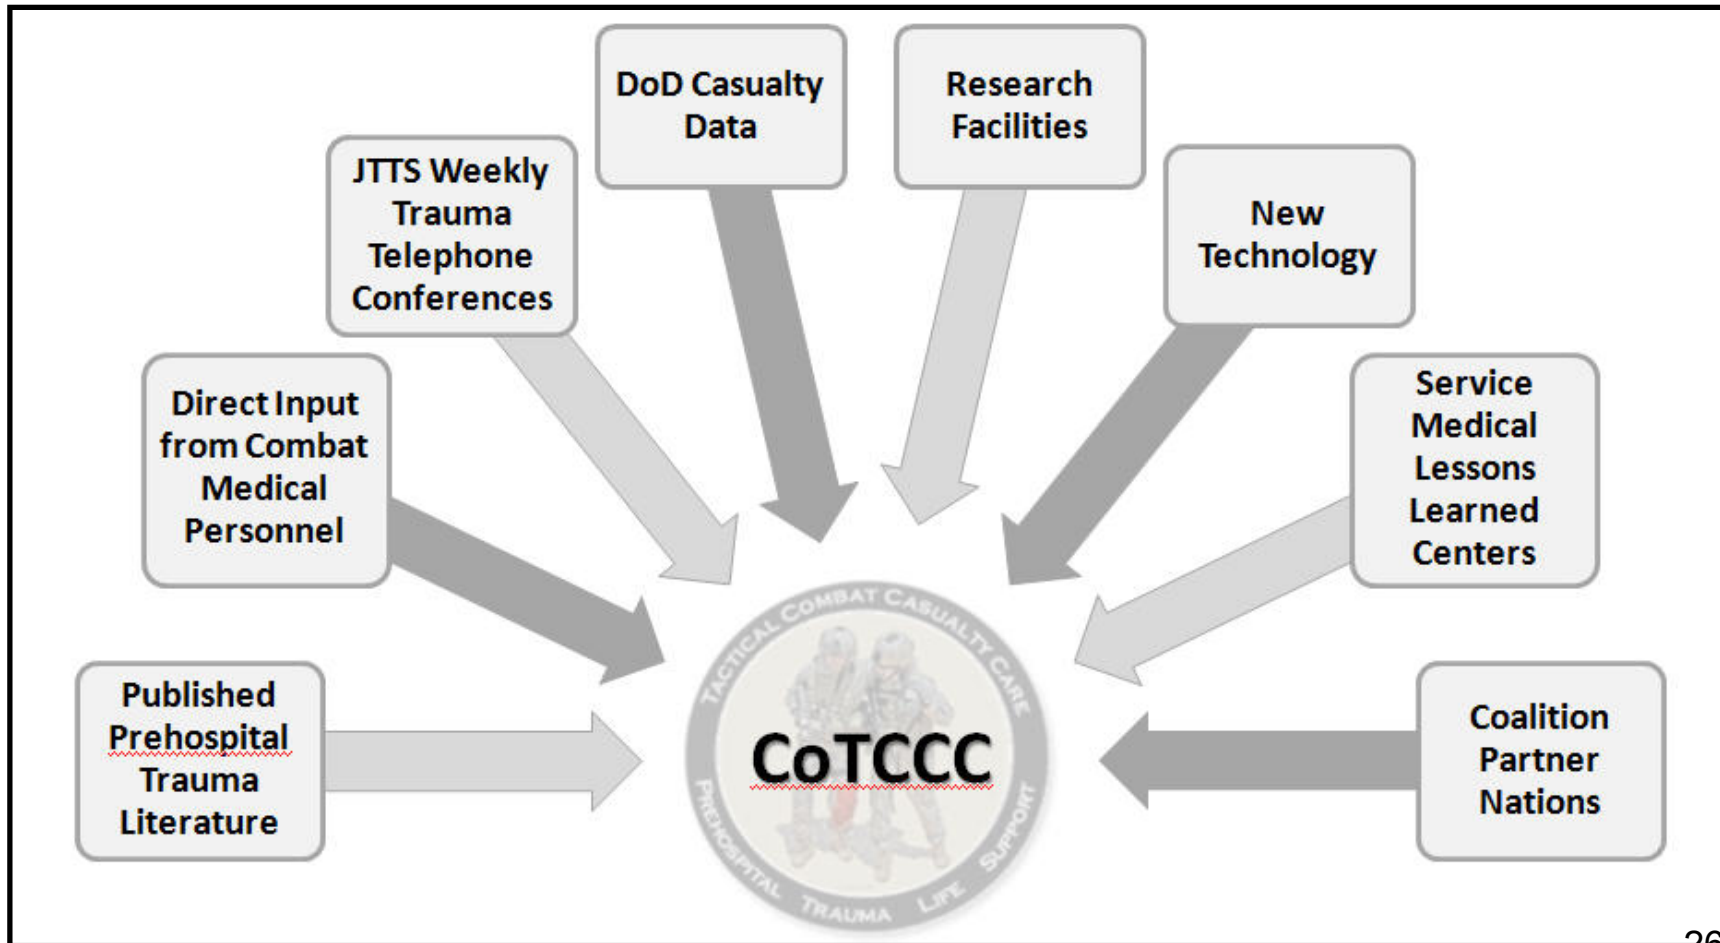 DoD Casualty
Data
Research
Facilities
JTTS Weekly
Trauma
Telephone
Conferences
New
Technology
Direct Input
from Combat
Medical
Personnel
Service
Medical
Lessons
Learned
Centers
Published
Prehospital
Trauma
Literature
Coalition
Partner
Nations
TACTICAL COMBAT CASUALTY CARE
CoTCCC
PREHOSPITAL TRAUMA LIFE SUPPORT
26